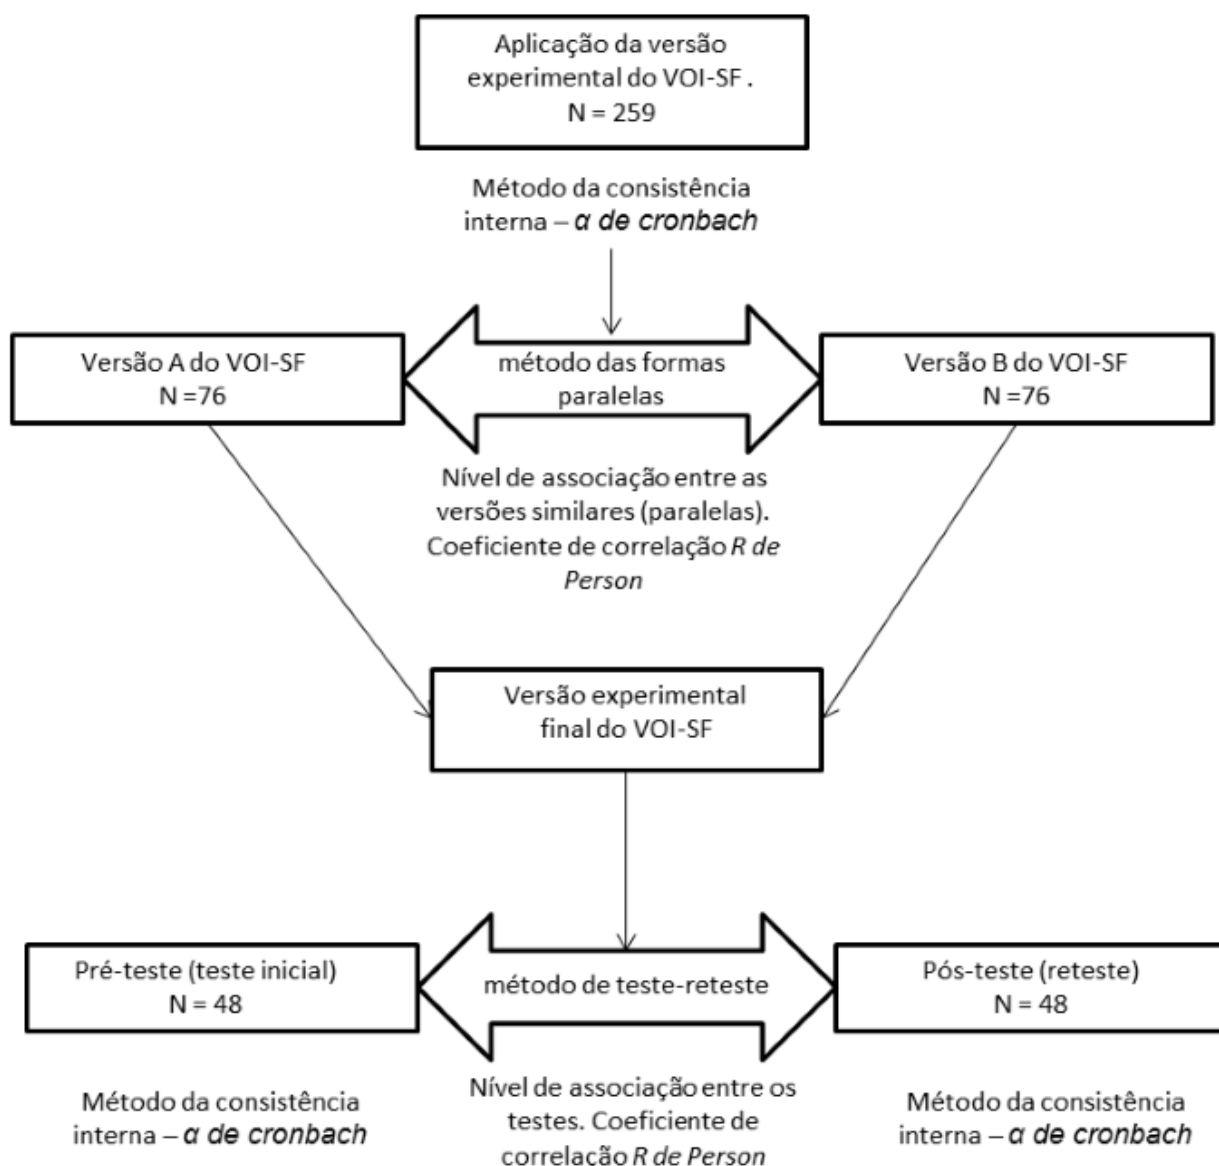 Aplicação da versão
experimental do VOI-SF .
N = 259
Método da consistência
interna – α de cronbach
Versão A do VOI-SF
N =76
método das formas
paralelas
Versão B do VOI-SF
N =76
Nível de associação entre as
versões similares (paralelas).
Coeficiente de correlação R de
Person
Versão experimental
final do VOI-SF
Pré-teste (teste inicial)
N = 48
método de teste-reteste
Pós-teste (reteste)
N = 48
Método da consistência
interna – α de cronbach
Nível de associação entre os
testes. Coeficiente de
correlação R de Person
Método da consistência
interna – α de cronbach